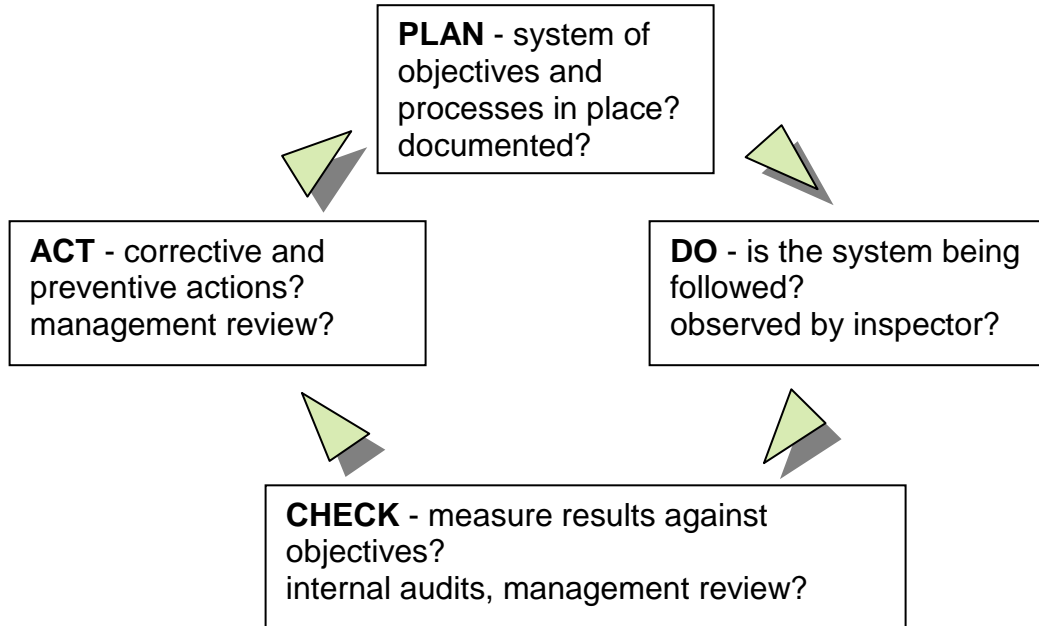 PLAN - system of
objectives and
processes in place?
documented?
DO - is the system being
followed?
observed by inspector?
CHECK - measure results against
objectives?
internal audits, management review?
ACT - corrective and
preventive actions?
management review?